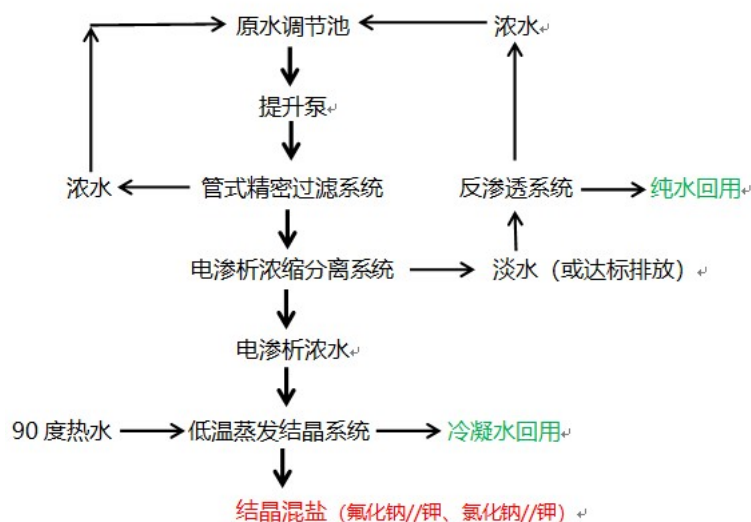 原水调节池
浓水
提升泵
浓水
管式精密过滤系统
反渗透系统
纯水回用
电渗析浓缩分离系统
淡水（或达标排放）
电渗析浓水
90 度热水
低温蒸发结晶系统
冷凝水回用
结晶混盐（氟化钠//钾、氯化钠//钾）